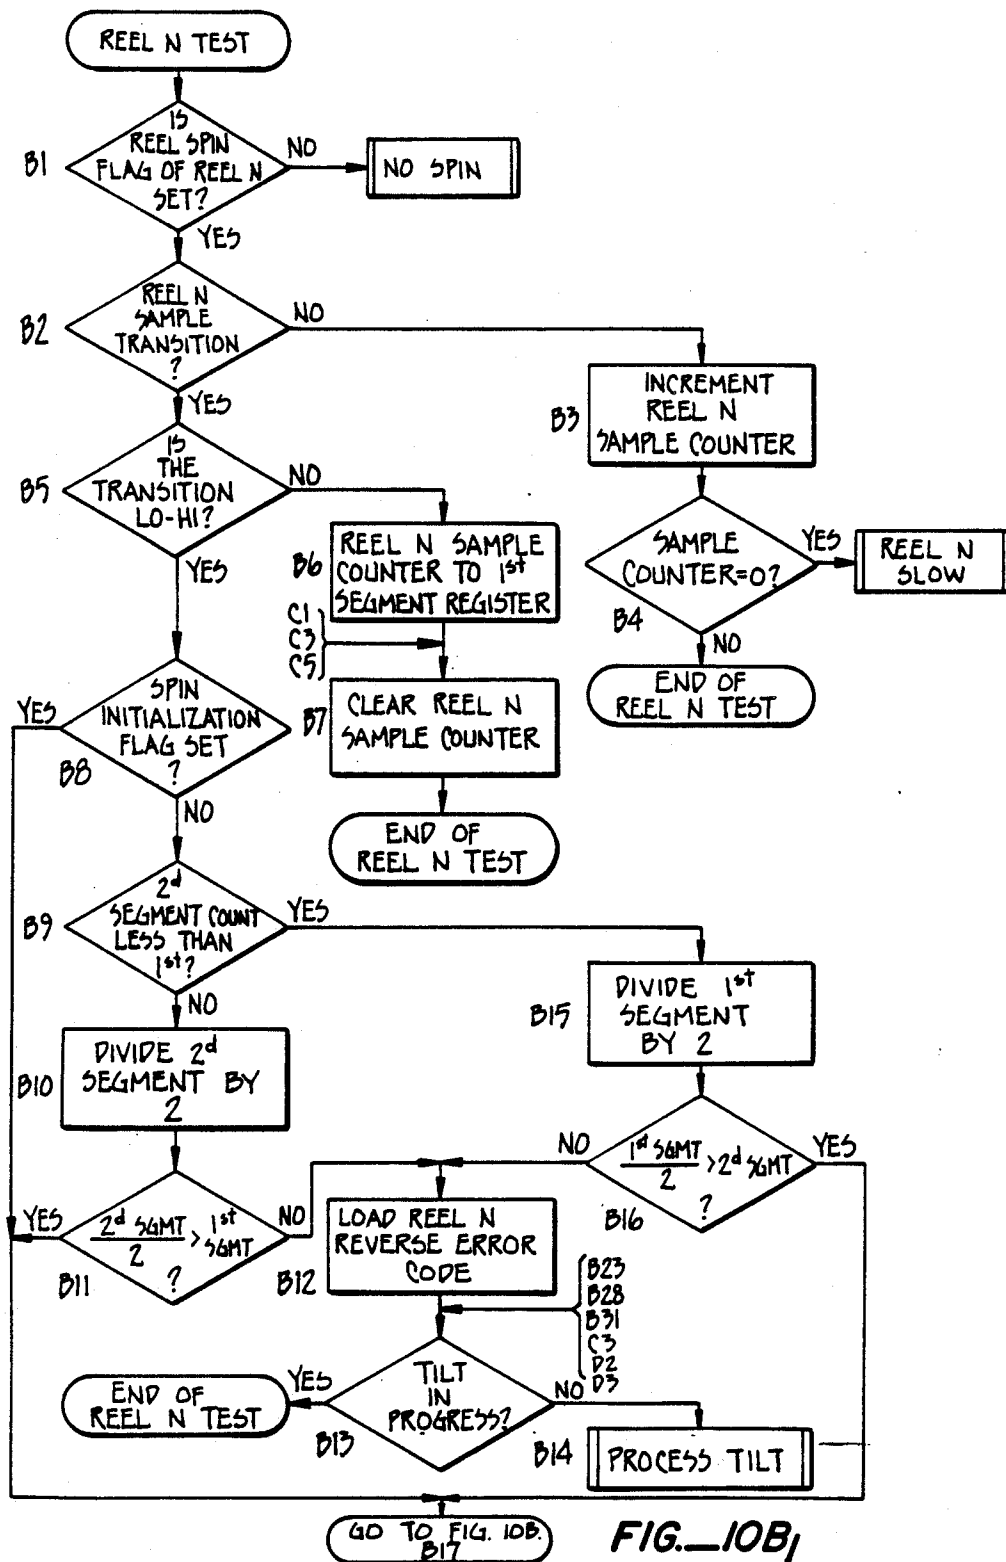 REEL N TEST
B1
IS
REEL SPIN
FLAG OF REEL N
SET?
NO
NO SPIN
YES
B2
REEL N
SAMPLE
TRANSITION
?
NO
YES
B3
INCREMENT
REEL N
SAMPLE COUNTER
B5
IS
THE
TRANSITION
LO-HI?
NO
YES
B4
SAMPLE
COUNTER=0?
YES
REEL N
SLOW
NO
END OF
REEL N TEST
B6
REEL N SAMPLE
COUNTER TO 1st
SEGMENT REGISTER
C1
C3
C5
B7
CLEAR REEL N
SAMPLE COUNTER
END OF
REEL N TEST
YES
SPIN
INITIALIZATION
FLAG SET
?
B8
NO
B9
2d
SEGMENT COUNT
LESS THAN
1st?
YES
NO
B10
DIVIDE 2d
SEGMENT BY
2
B15
DIVIDE 1st
SEGMENT
BY 2
YES
2d SGMT
2
> 1st
SGMT
?
B11
NO
NO
1st SGMT
2
> 2d SGMT
?
B16
YES
B12
LOAD REEL N
REVERSE ERROR
CODE
B23
B28
B31
C3
D2
D3
TILT
IN
PROGRESS?
B13
YES
END OF
REEL N TEST
NO
B14
PROCESS TILT
GO TO FIG. 10B.
B17
FIG._10B1